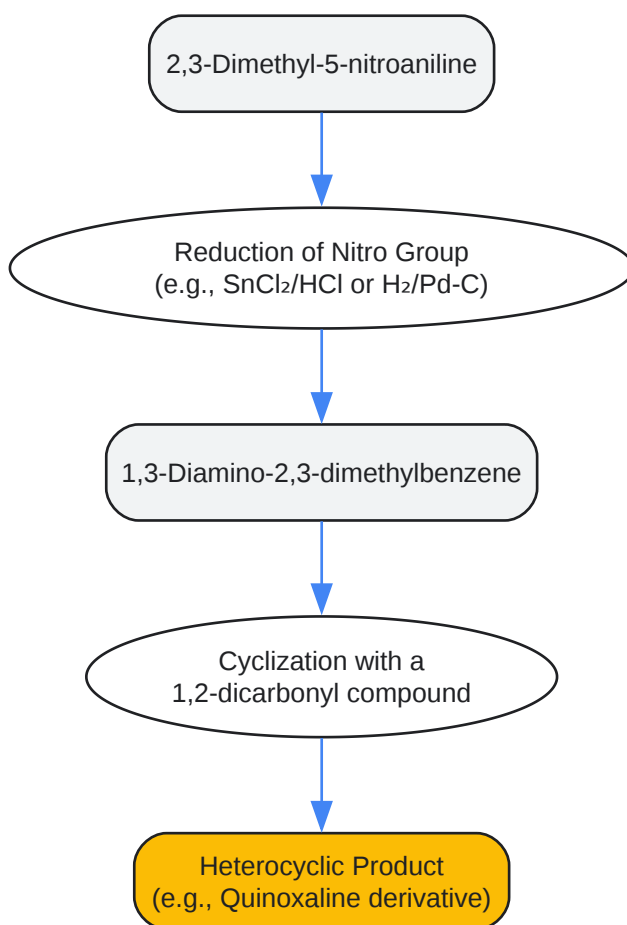 2,3-Dimethyl-5-nitroaniline
Reduction of Nitro Group
(e.g., SnCl₂/HCl or H₂/Pd-C)
1,3-Diamino-2,3-dimethylbenzene
Cyclization with a
1,2-dicarbonyl compound
Heterocyclic Product
(e.g., Quinoxaline derivative)